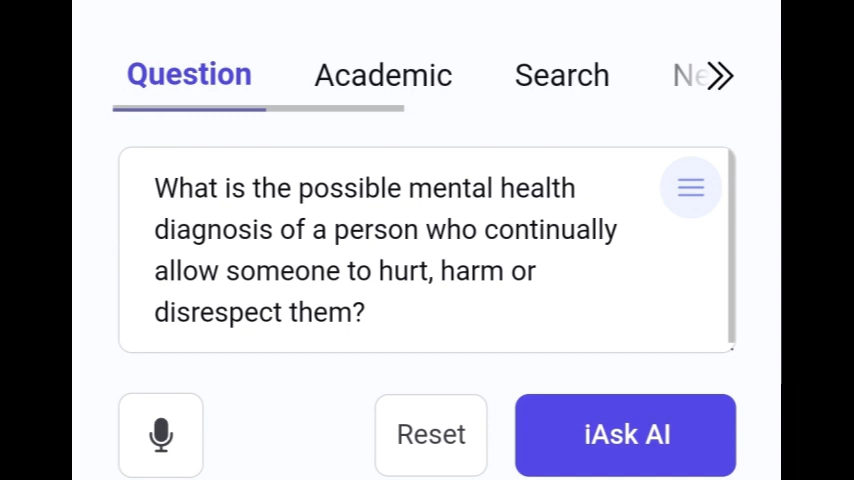 Question Academic Search Ne
What is the possible mental health
diagnosis of a person who continually
allow someone to hurt, harm or
disrespect them?
Reset iAsk AI